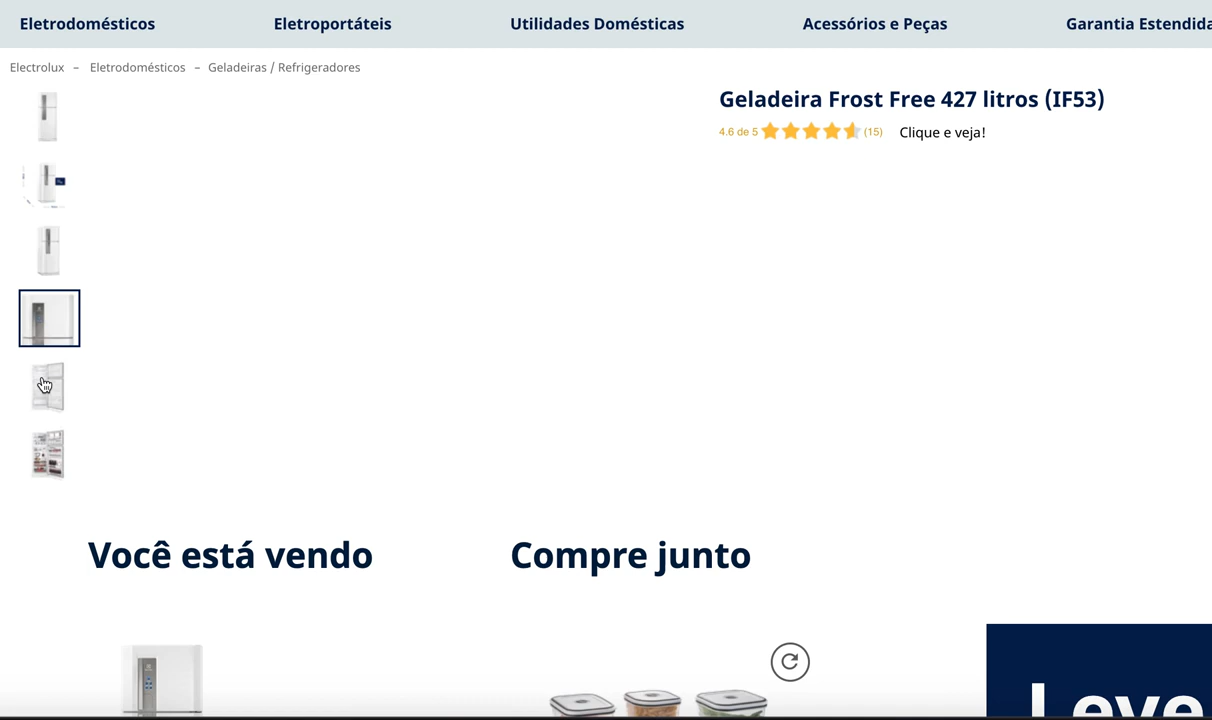 Eletrodomésticos Eletroportáteis Utilidades Domésticas Acessórios e Peças Garantia Estendida
Electrolux – Eletrodomésticos – Geladeiras / Refrigeradores
Geladeira Frost Free 427 litros (IF53)
4.6 de 5 (15) Clique e veja!
Você está vendo Compre junto
Leve